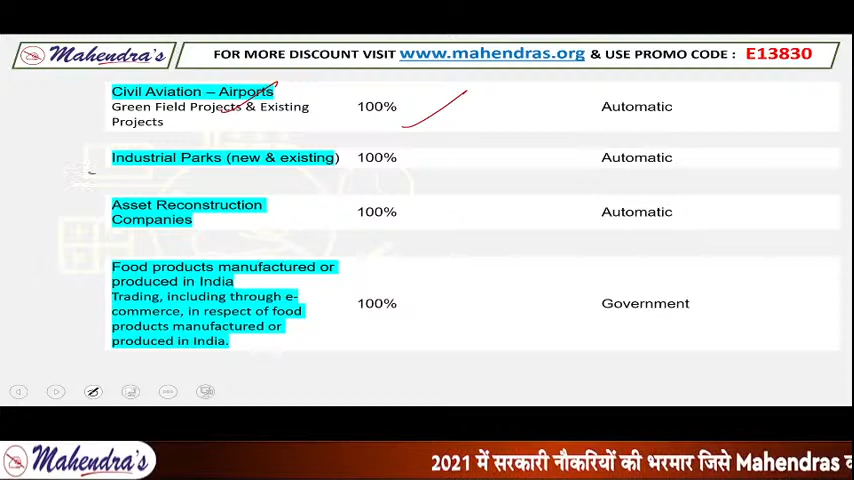 Mahendra's
FOR MORE DISCOUNT VISIT www.mahendras.org & USE PROMO CODE : E13830
Civil Aviation – Airports
Green Field Projects & Existing
Projects
100%
Automatic
Industrial Parks (new & existing)
100%
Automatic
Asset Reconstruction
Companies
100%
Automatic
Food products manufactured or
produced in India
Trading, including through e-
commerce, in respect of food
products manufactured or
produced in India.
100%
Government
Mahendra's
2021 में सरकारी नौकरियों की भरमार जिसे Mahendras